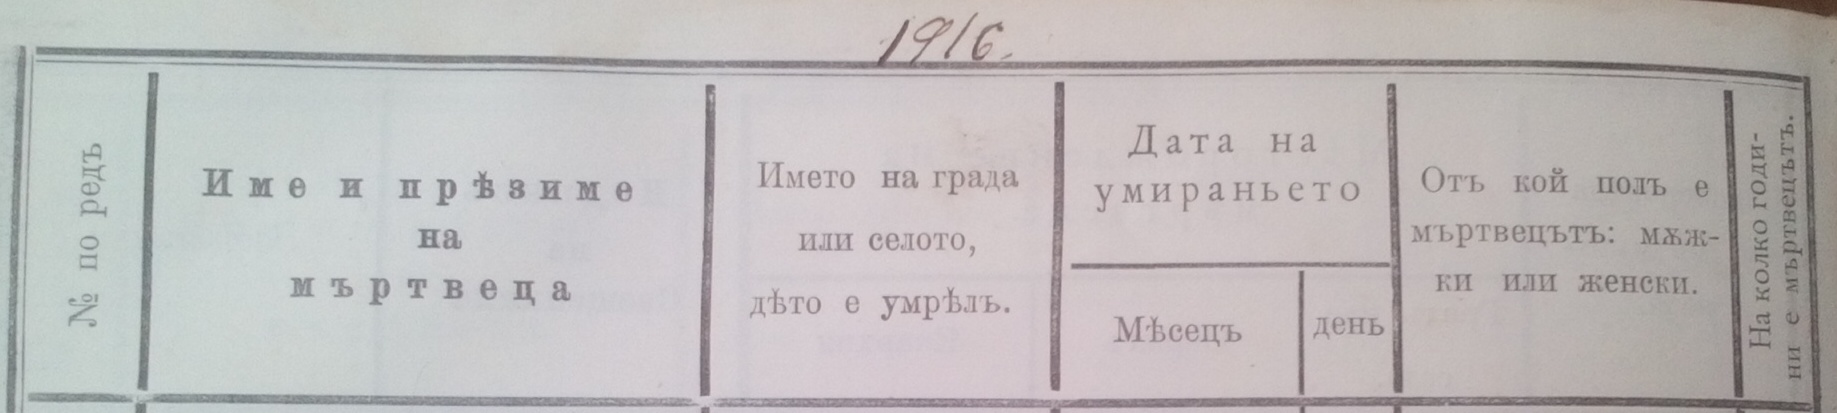 1916.
№ по редъ
Име и прѣзиме
на
мъртвеца
Името на града
или селото,
дѣто е умрѣлъ.
Дата на
умираньето
Мѣсецъ
день
Отъ кой полъ е
мъртвецътъ: мѫж-
ки или женски.
На колко годи-
ни е мъртвецътъ.